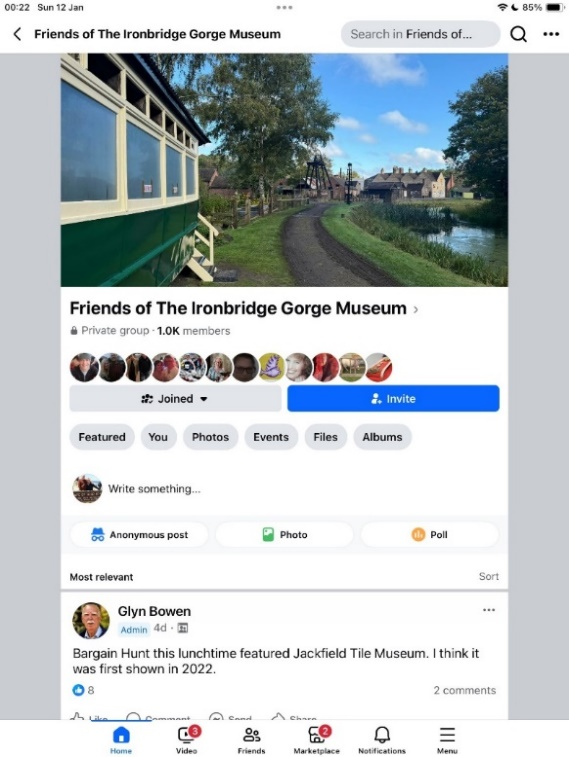 00:22 Sun 12 Jan
85%
Friends of The Ironbridge Gorge Museum
Search in Friends of...
Friends of The Ironbridge Gorge Museum
Private group · 1.0K members
Joined
Invite
Featured
You
Photos
Events
Files
Albums
Write something...
Anonymous post
Photo
Poll
Most relevant
Sort
Glyn Bowen
Admin 4d ·
Bargain Hunt this lunchtime featured Jackfield Tile Museum. I think it
was first shown in 2022.
8
2 comments
Like
Comment
Send
Share
3
2
Home
Video
Friends
Marketplace
Notifications
Menu